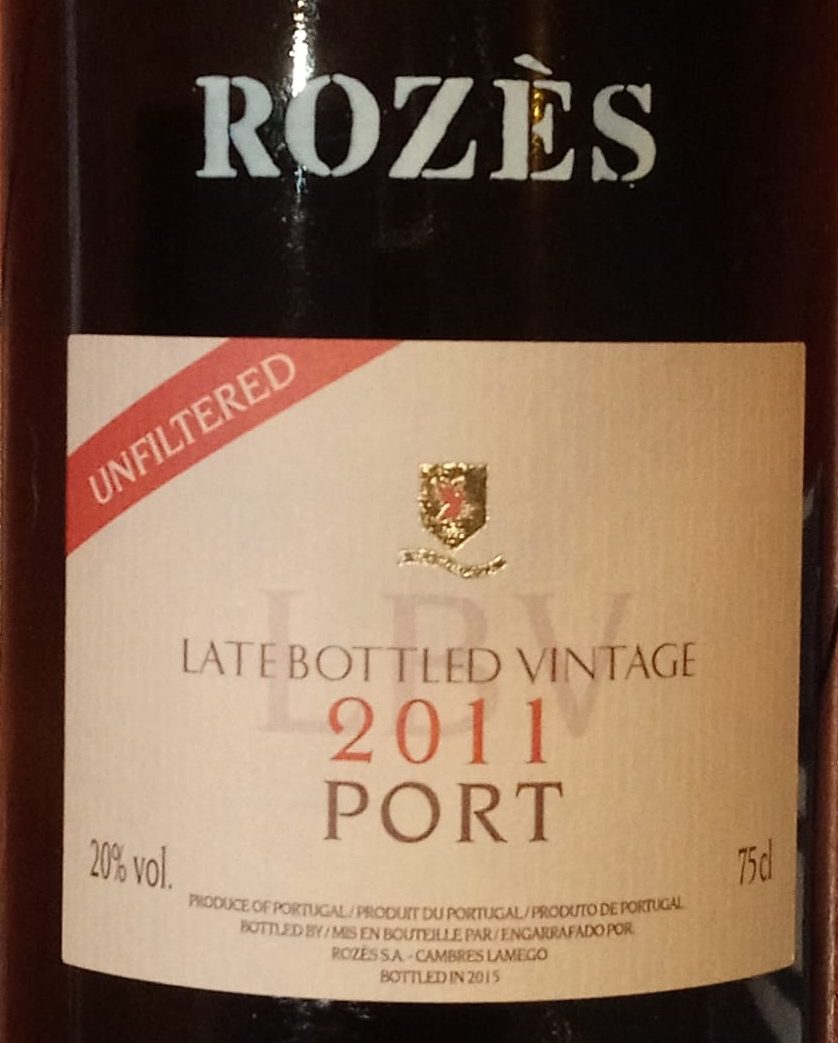 ROZÈS
UNFILTERED
LBV
LATE BOTTLED VINTAGE
2011
PORT
20% vol.
75cl
PRODUCE OF PORTUGAL / PRODUIT DU PORTUGAL / PRODUTO DE PORTUGAL
BOTTLED BY / MIS EN BOUTEILLE PAR / ENGARRAFADO POR
ROZÈS S.A. - CAMBRES LAMEGO
BOTTLED IN 2015